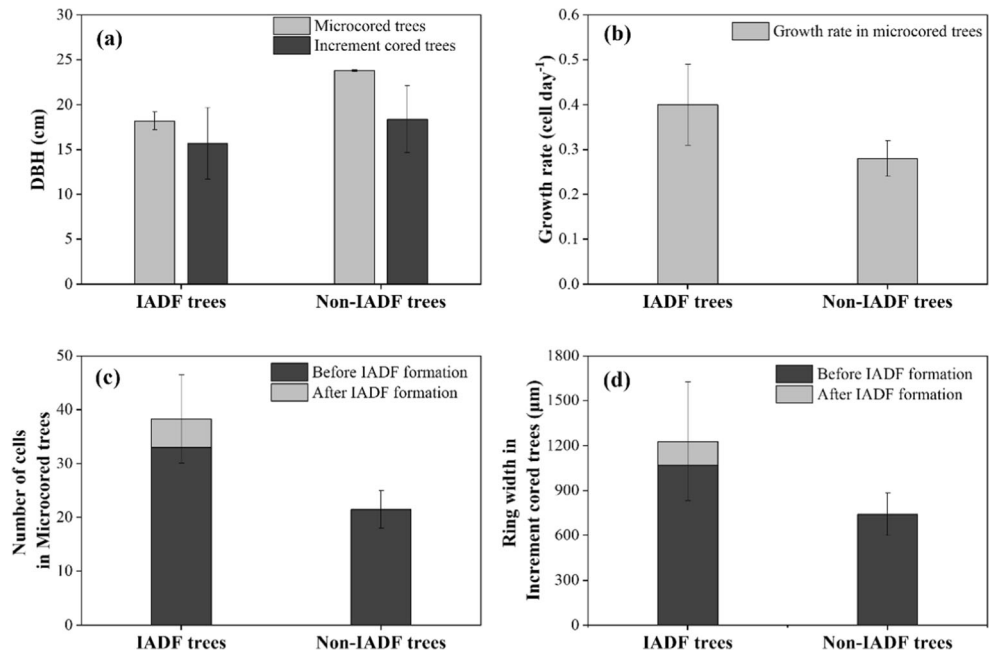 (a)
Microcored trees
Increment cored trees
DBH (cm)
30
25
20
15
10
5
0
IADF trees
Non-IADF trees
(b)
Growth rate in microcored trees
Growth rate (cell day⁻¹)
0.6
0.5
0.4
0.3
0.2
0.1
0.0
IADF trees
Non-IADF trees
(c)
Before IADF formation
After IADF formation
Number of cells
in Microcored trees
50
40
30
20
10
0
IADF trees
Non-IADF trees
(d)
Before IADF formation
After IADF formation
Ring width in
Increment cored trees (µm)
1800
1500
1200
900
600
300
0
IADF trees
Non-IADF trees